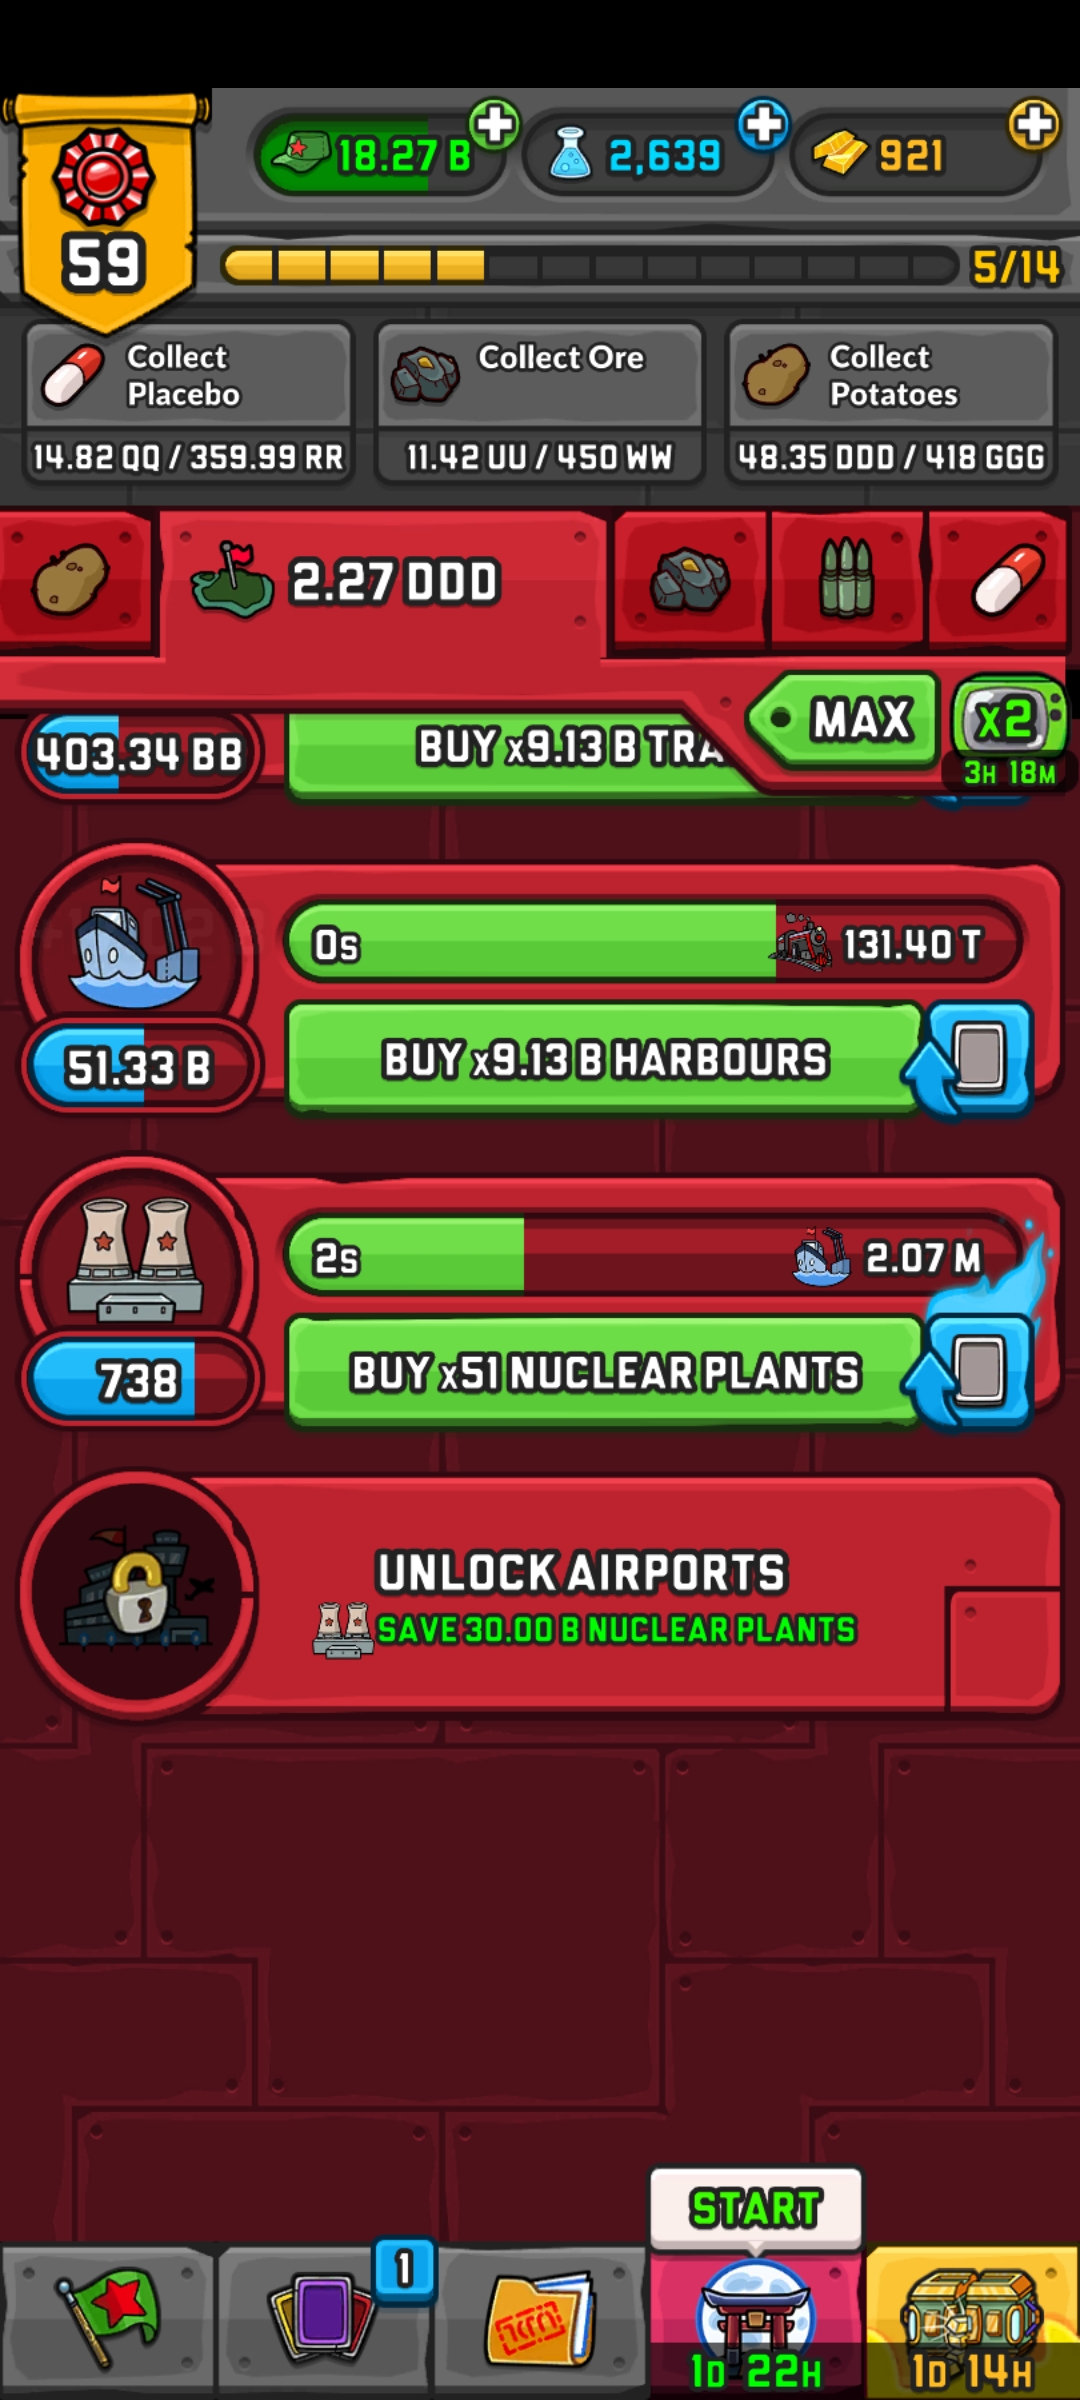 18.27 B
2,639
921
59
5/14
Collect
Placebo
14.82 QQ / 359.99 RR
Collect Ore
11.42 UU / 450 WW
Collect
Potatoes
48.35 DDD / 418 GGG
2.27 DDD
MAX
x2
3H 18M
403.34 BB
BUY x9.13 B TRA
0s
131.40 T
51.33 B
BUY x9.13 B HARBOURS
2s
2.07 M
738
BUY x51 NUCLEAR PLANTS
UNLOCK AIRPORTS
SAVE 30.00 B NUCLEAR PLANTS
START
1
1D 22H
1D 14H